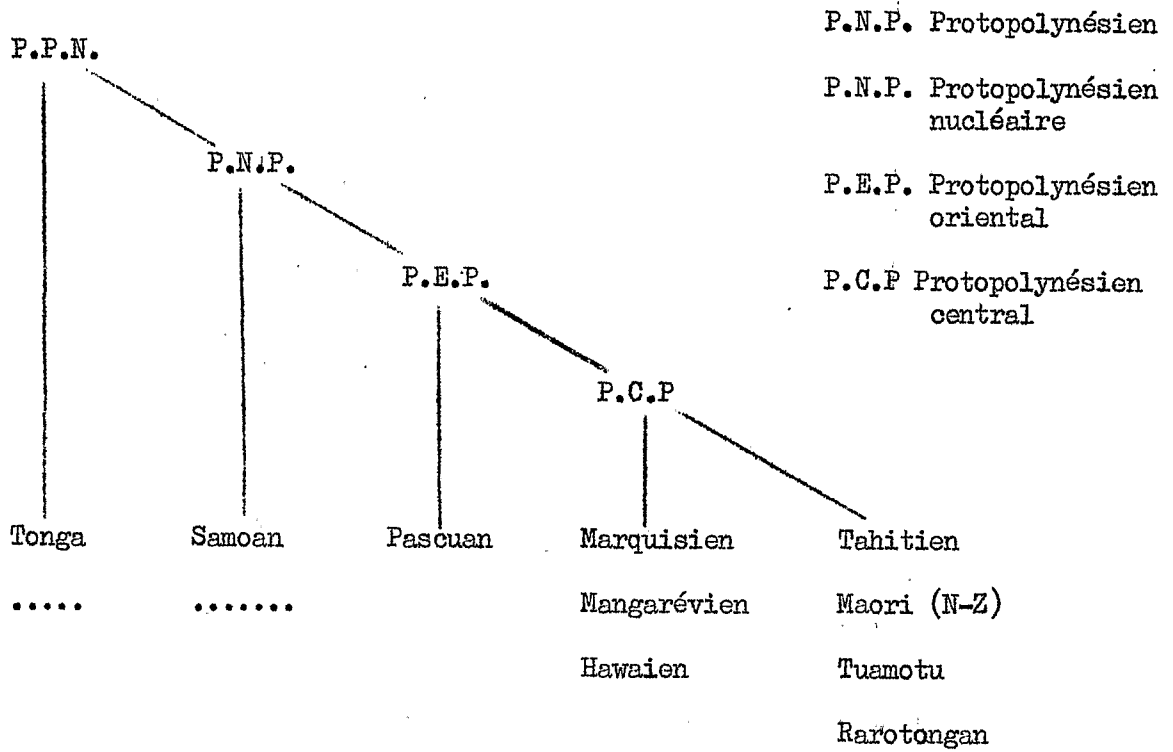 P.P.N.
P.N.P.
P.E.P.
P.C.P
P.N.P. Protopolynésien
P.N.P. Protopolynésien
nucléaire
P.E.P. Protopolynésien
oriental
P.C.P Protopolynésien
central
Tonga Samoan Pascuan Marquisien Tahitien
..... ....... Mangarévien Maori (N-Z)
Hawaien Tuamotu
Rarotongan